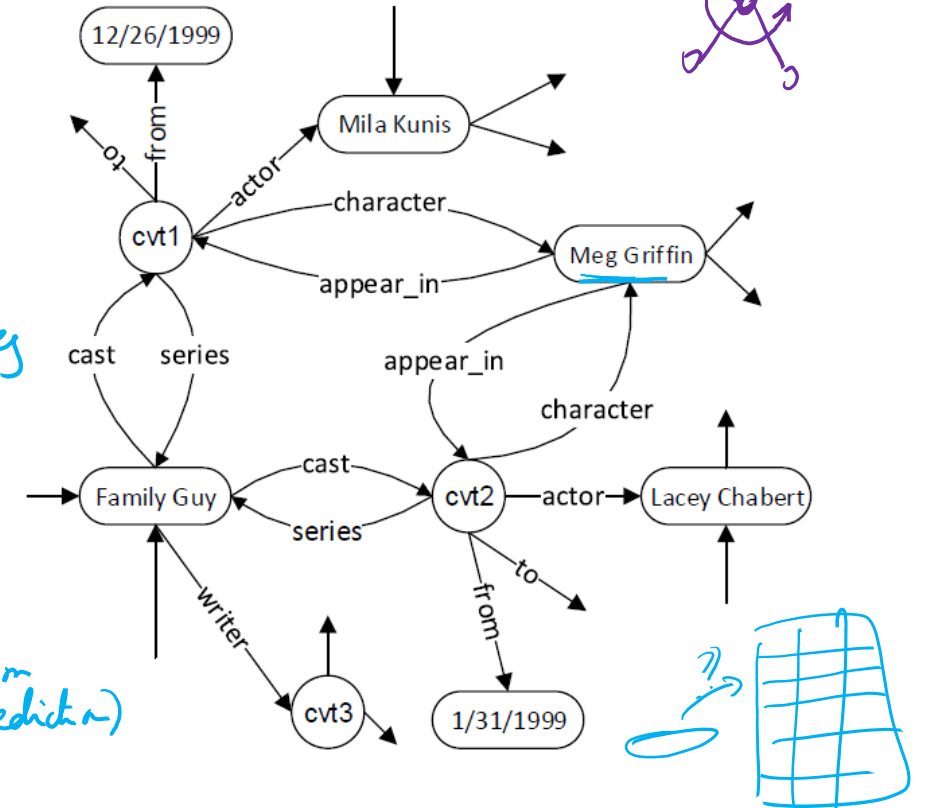 12/26/1999
Mila Kunis
to
from
actor
cvt1
character
Meg Griffin
appear_in
cast
series
appear_in
character
cast
Family Guy
cvt2
actor
Lacey Chabert
series
to
writer
from
??
cvt3
1/31/1999